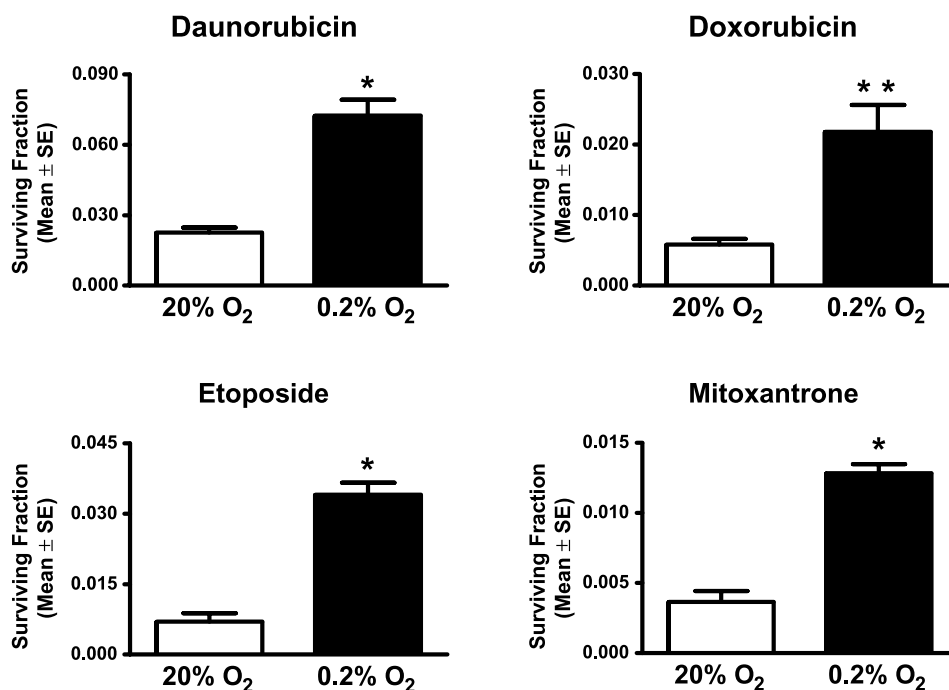 Daunorubicin
Surviving Fraction
(Mean ± SE)
0.090
0.060
0.030
0.000
*
20% O₂
0.2% O₂
Doxorubicin
Surviving Fraction
(Mean ± SE)
0.030
0.020
0.010
0.000
* *
20% O₂
0.2% O₂
Etoposide
Surviving Fraction
(Mean ± SE)
0.045
0.030
0.015
0.000
*
20% O₂
0.2% O₂
Mitoxantrone
Surviving Fraction
(Mean ± SE)
0.015
0.010
0.005
0.000
*
20% O₂
0.2% O₂